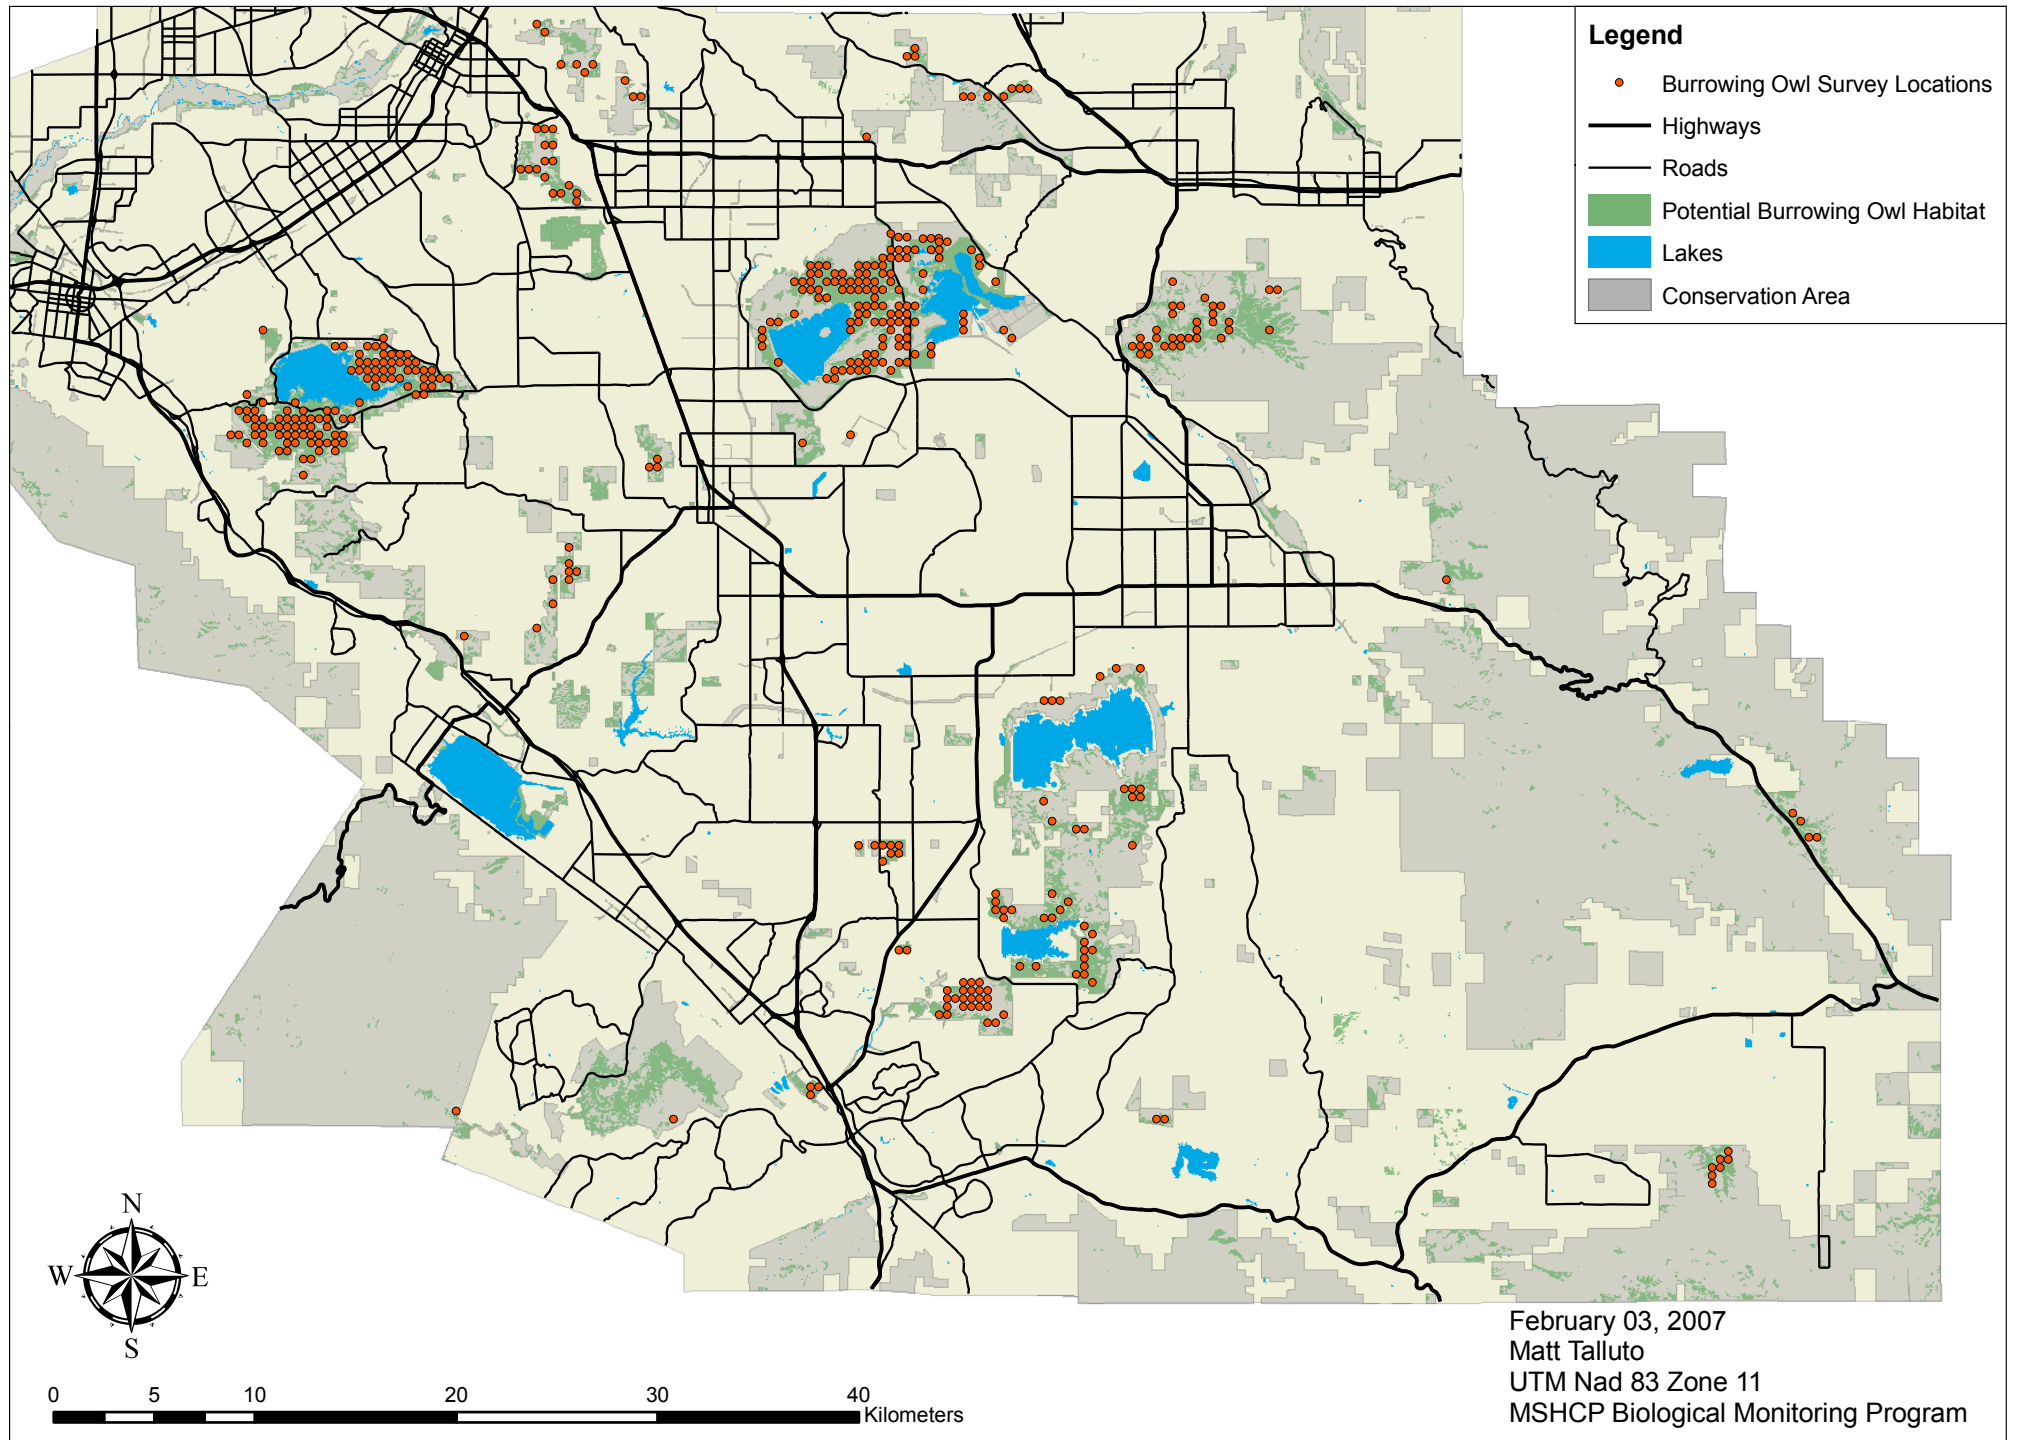 Legend
Burrowing Owl Survey Locations
Highways
Roads
Potential Burrowing Owl Habitat
Lakes
Conservation Area
N
W E
S
0 5 10 20 30 40
Kilometers
February 03, 2007
Matt Talluto
UTM Nad 83 Zone 11
MSHCP Biological Monitoring Program